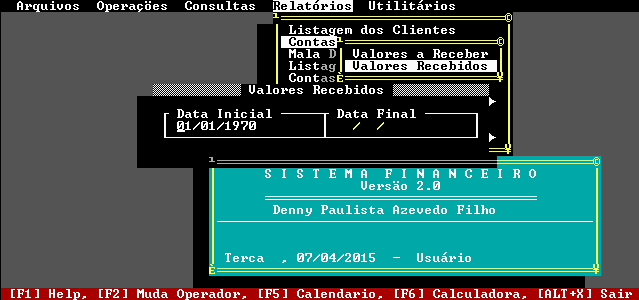 Arquivos Operaçöes Consultas Relatórios Utilitários
Listagem dos Clientes
Contas
Valores a Receber
Mala D
Valores Recebidos
Listag
Contas
Valores Recebidos
Data Inicial Data Final
01/01/1970 / /
S I S T E M A F I N A N C E I R O
Versäo 2.0
Denny Paulista Azevedo Filho
Terca , 07/04/2015 - Usuário
[F1] Help, [F2] Muda Operador, [F5] Calendario, [F6] Calculadora, [ALT+X] Sair